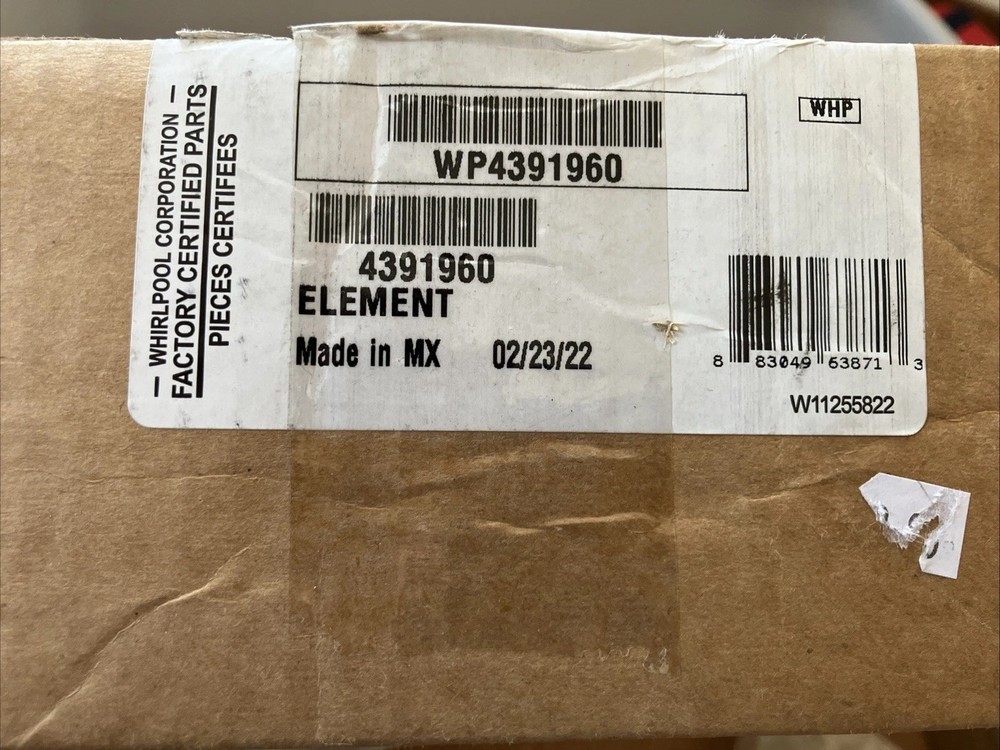 — WHIRLPOOL CORPORATION —
FACTORY CERTIFIED PARTS
PIECES CERTIFEES
WP4391960
WHP
4391960
ELEMENT
Made in MX 02/23/22
8 83049 63871 3
W11255822